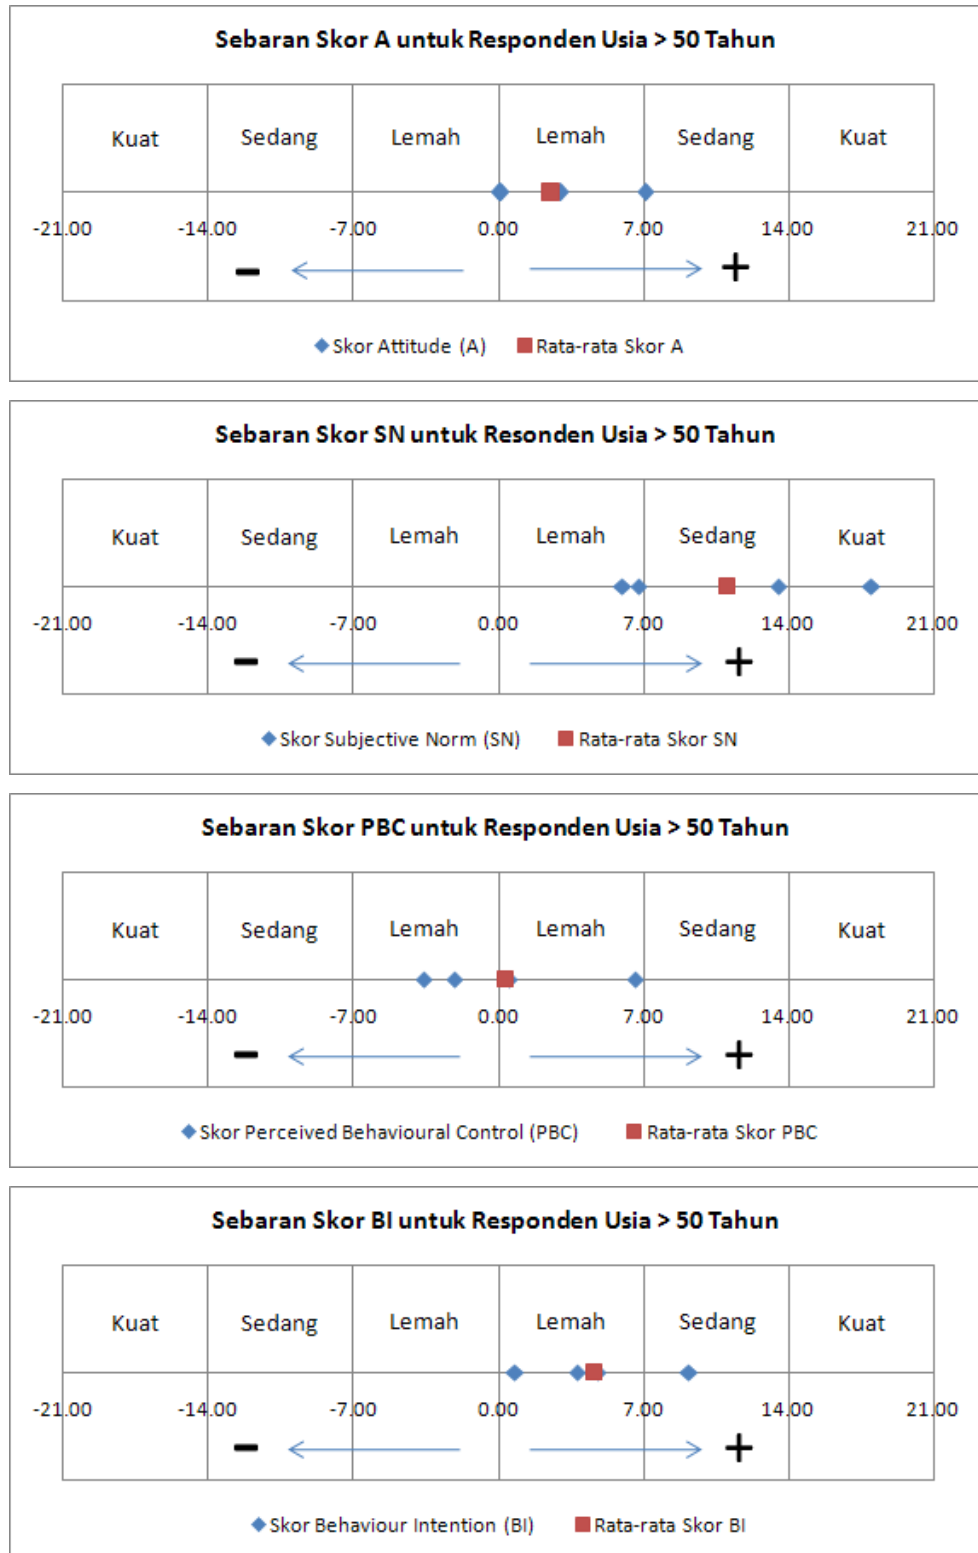 Sebaran Skor A untuk Responden Usia > 50 Tahun
Kuat Sedang Lemah Lemah Sedang Kuat
-21.00 -14.00 -7.00 0.00 7.00 14.00 21.00
− +
Skor Attitude (A) Rata-rata Skor A
Sebaran Skor SN untuk Resonden Usia > 50 Tahun
Kuat Sedang Lemah Lemah Sedang Kuat
-21.00 -14.00 -7.00 0.00 7.00 14.00 21.00
− +
Skor Subjective Norm (SN) Rata-rata Skor SN
Sebaran Skor PBC untuk Responden Usia > 50 Tahun
Kuat Sedang Lemah Lemah Sedang Kuat
-21.00 -14.00 -7.00 0.00 7.00 14.00 21.00
− +
Skor Perceived Behavioural Control (PBC) Rata-rata Skor PBC
Sebaran Skor BI untuk Responden Usia > 50 Tahun
Kuat Sedang Lemah Lemah Sedang Kuat
-21.00 -14.00 -7.00 0.00 7.00 14.00 21.00
− +
Skor Behaviour Intention (BI) Rata-rata Skor BI